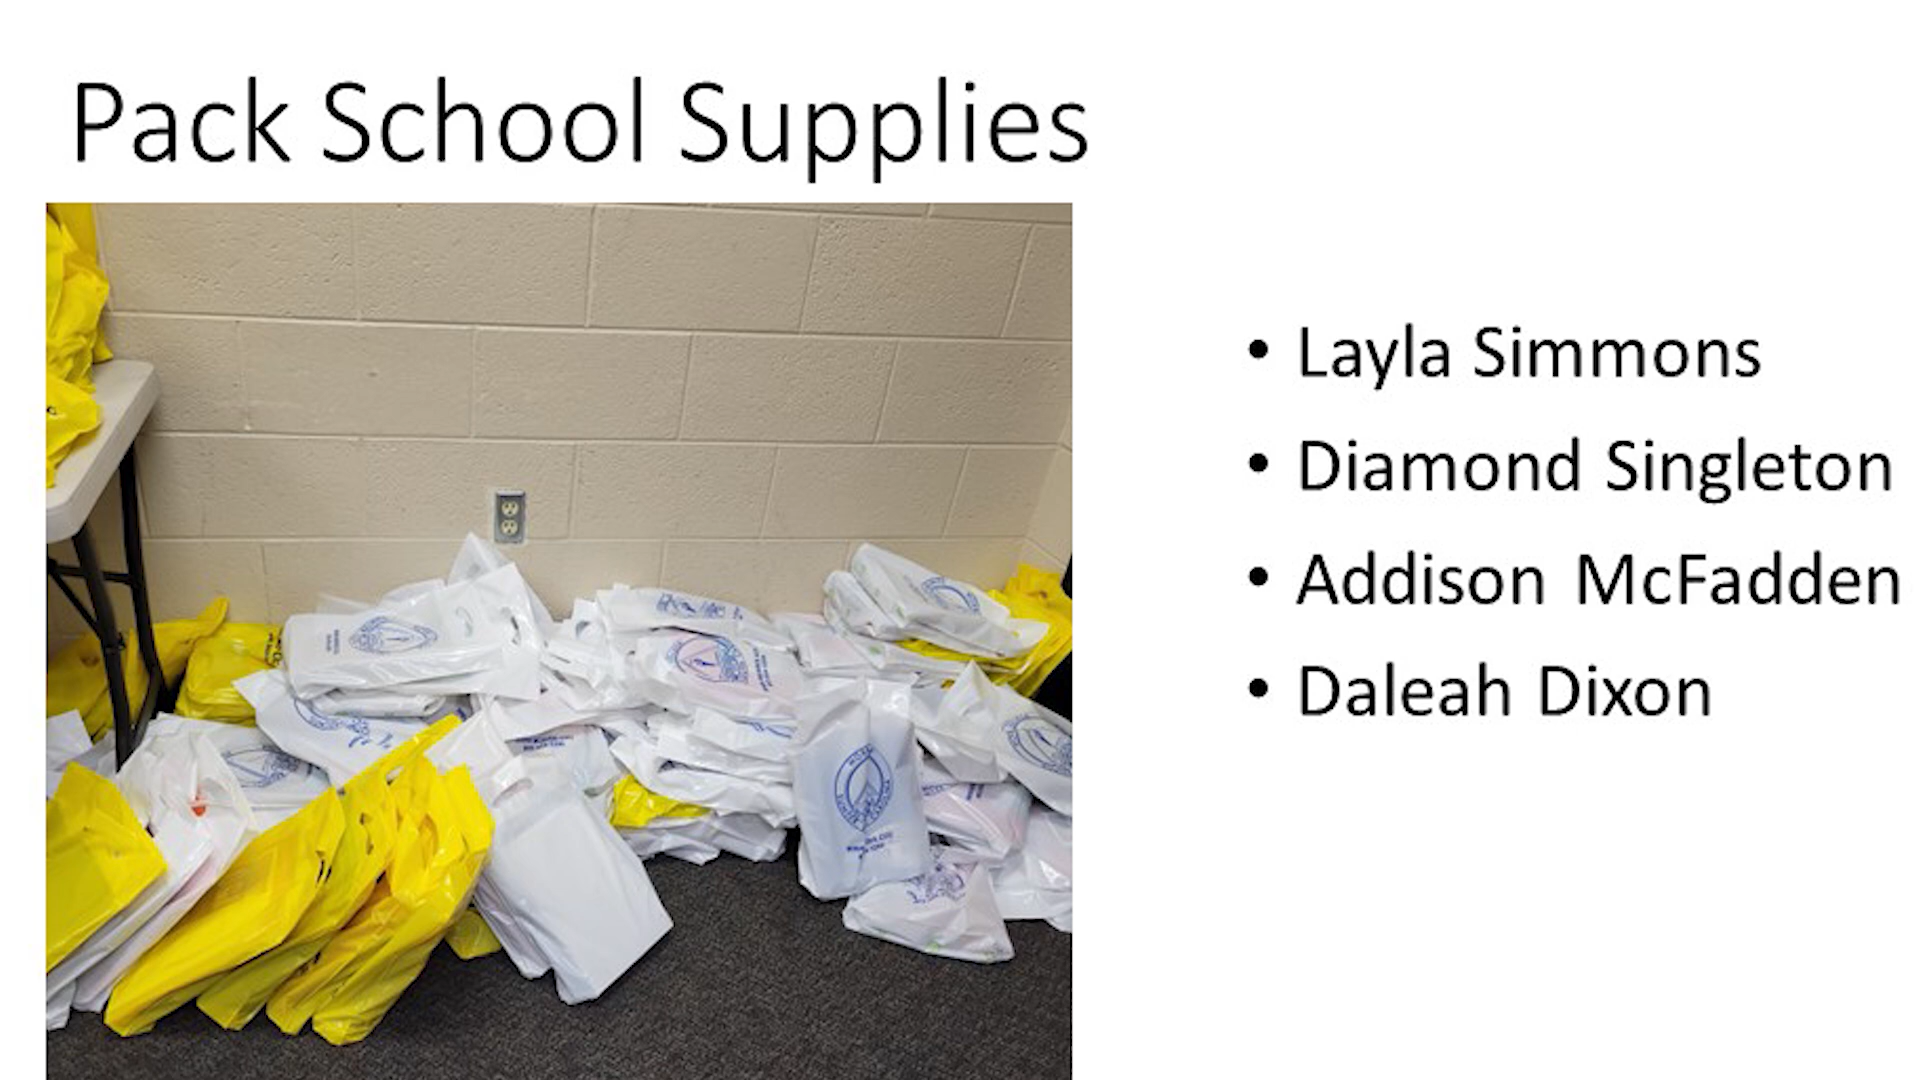 Pack School Supplies
• Layla Simmons
• Diamond Singleton
• Addison McFadden
• Daleah Dixon